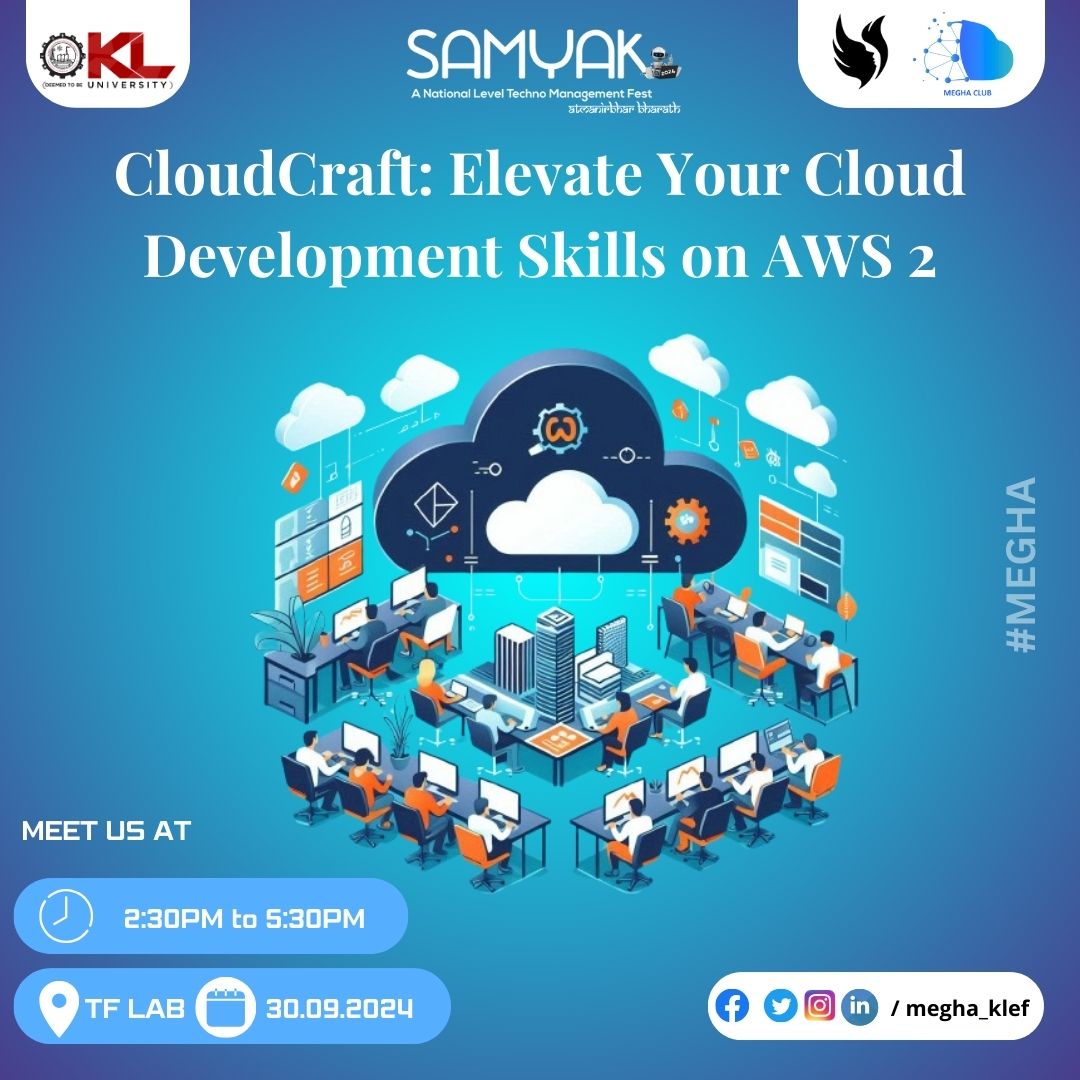 KL
(DEEMED TO BE UNIVERSITY)
SAMYAK
2024
A National Level Techno Management Fest
atmanirbhar bharath
MEGHA CLUB
CloudCraft: Elevate Your Cloud
Development Skills on AWS 2
#MEGHA
MEET US AT
2:30PM to 5:30PM
TF LAB
30.09.2024
/ megha_klef